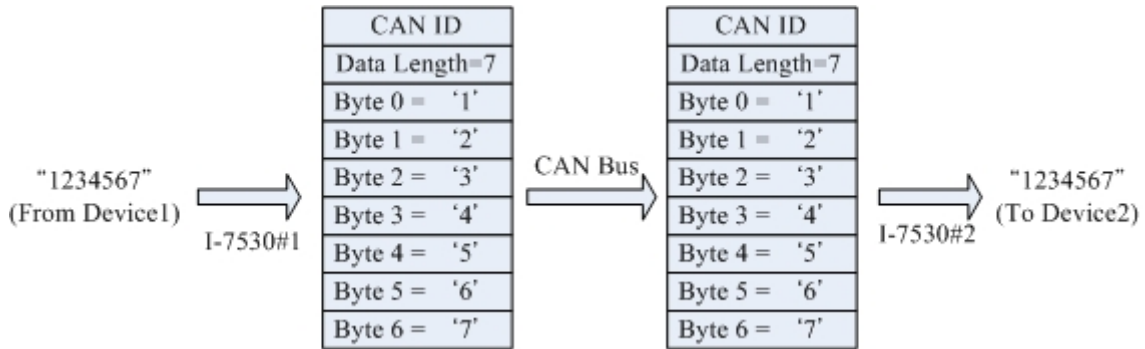 "1234567"
(From Device1)
I-7530#1
CAN ID
Data Length=7
Byte 0 = '1'
Byte 1 = '2'
Byte 2 = '3'
Byte 3 = '4'
Byte 4 = '5'
Byte 5 = '6'
Byte 6 = '7'
CAN Bus
CAN ID
Data Length=7
Byte 0 = '1'
Byte 1 = '2'
Byte 2 = '3'
Byte 3 = '4'
Byte 4 = '5'
Byte 5 = '6'
Byte 6 = '7'
I-7530#2
"1234567"
(To Device2)